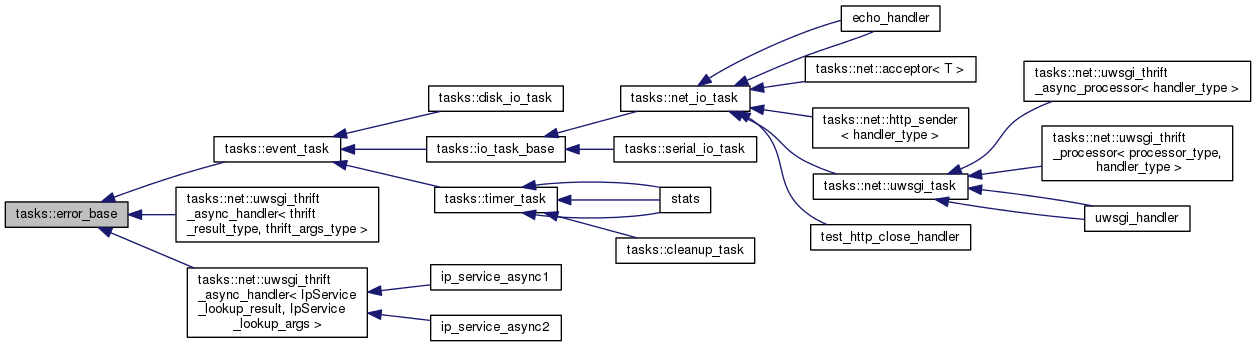 tasks::error_base
tasks::event_task
tasks::net::uwsgi_thrift
_async_handler< thrift
_result_type, thrift_args_type >
tasks::net::uwsgi_thrift
_async_handler< IpService
_lookup_result, IpService
_lookup_args >
tasks::disk_io_task
tasks::io_task_base
tasks::timer_task
ip_service_async1
ip_service_async2
tasks::net_io_task
tasks::serial_io_task
stats
tasks::cleanup_task
echo_handler
tasks::net::acceptor< T >
tasks::net::http_sender
< handler_type >
tasks::net::uwsgi_task
test_http_close_handler
tasks::net::uwsgi_thrift
_async_processor< handler_type >
tasks::net::uwsgi_thrift
_processor< processor_type,
handler_type >
uwsgi_handler